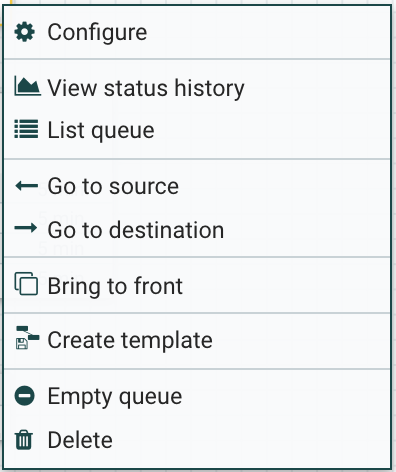 Configure
View status history
List queue
Go to source
Go to destination
Bring to front
Create template
Empty queue
Delete